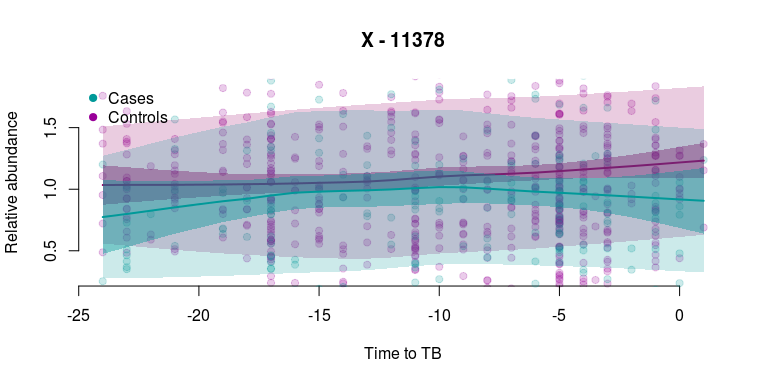 X - 11378
Cases
Controls
Relative abundance
1.5
1.0
0.5
-25 -20 -15 -10 -5 0
Time to TB